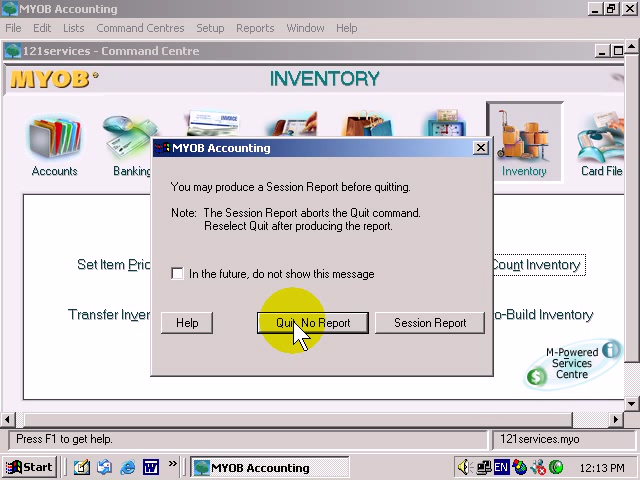 MYOB Accounting
File Edit Lists Command Centres Setup Reports Window Help
121services - Command Centre
MYOB
INVENTORY
Accounts
Banking
Inventory
Card File
MYOB Accounting
You may produce a Session Report before quitting.
Note: The Session Report aborts the Quit command.
Reselect Quit after producing the report.
In the future, do not show this message
Help
Quit No Report
Session Report
Set Item Pric
Count Inventory
Transfer Inve
o-Build Inventory
M-Powered
Services
Centre
Press F1 to get help.
121services.myo
Start
MYOB Accounting
EN
12:13 PM